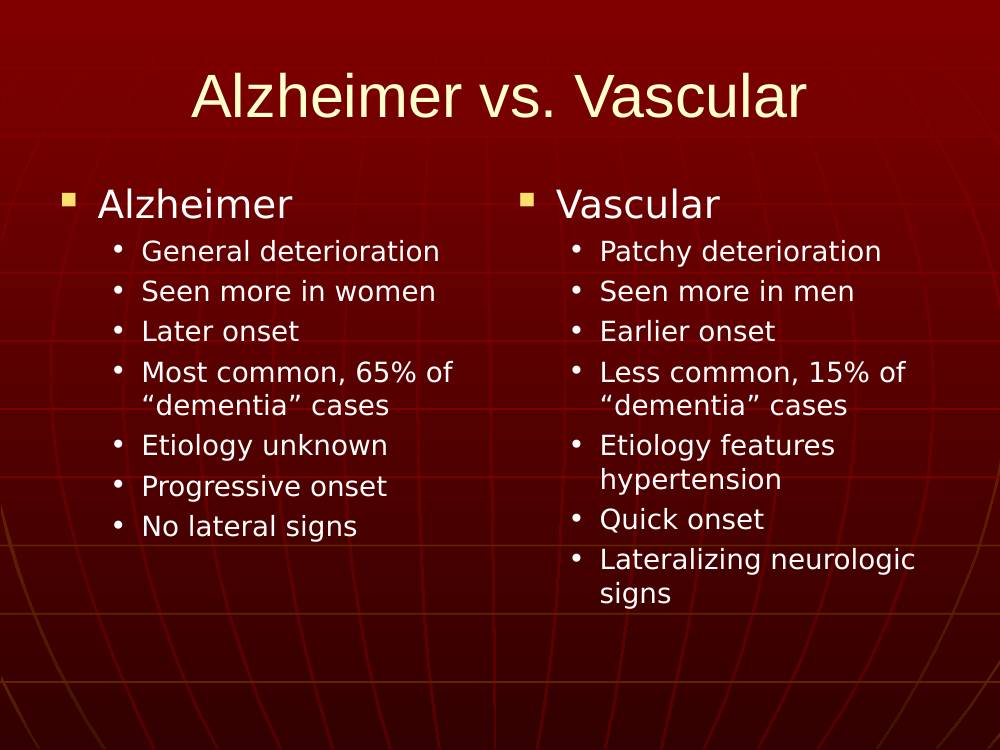 Alzheimer vs. Vascular
Alzheimer
• General deterioration
• Seen more in women
• Later onset
• Most common, 65% of
“dementia” cases
• Etiology unknown
• Progressive onset
• No lateral signs
Vascular
• Patchy deterioration
• Seen more in men
• Earlier onset
• Less common, 15% of
“dementia” cases
• Etiology features
hypertension
• Quick onset
• Lateralizing neurologic
signs